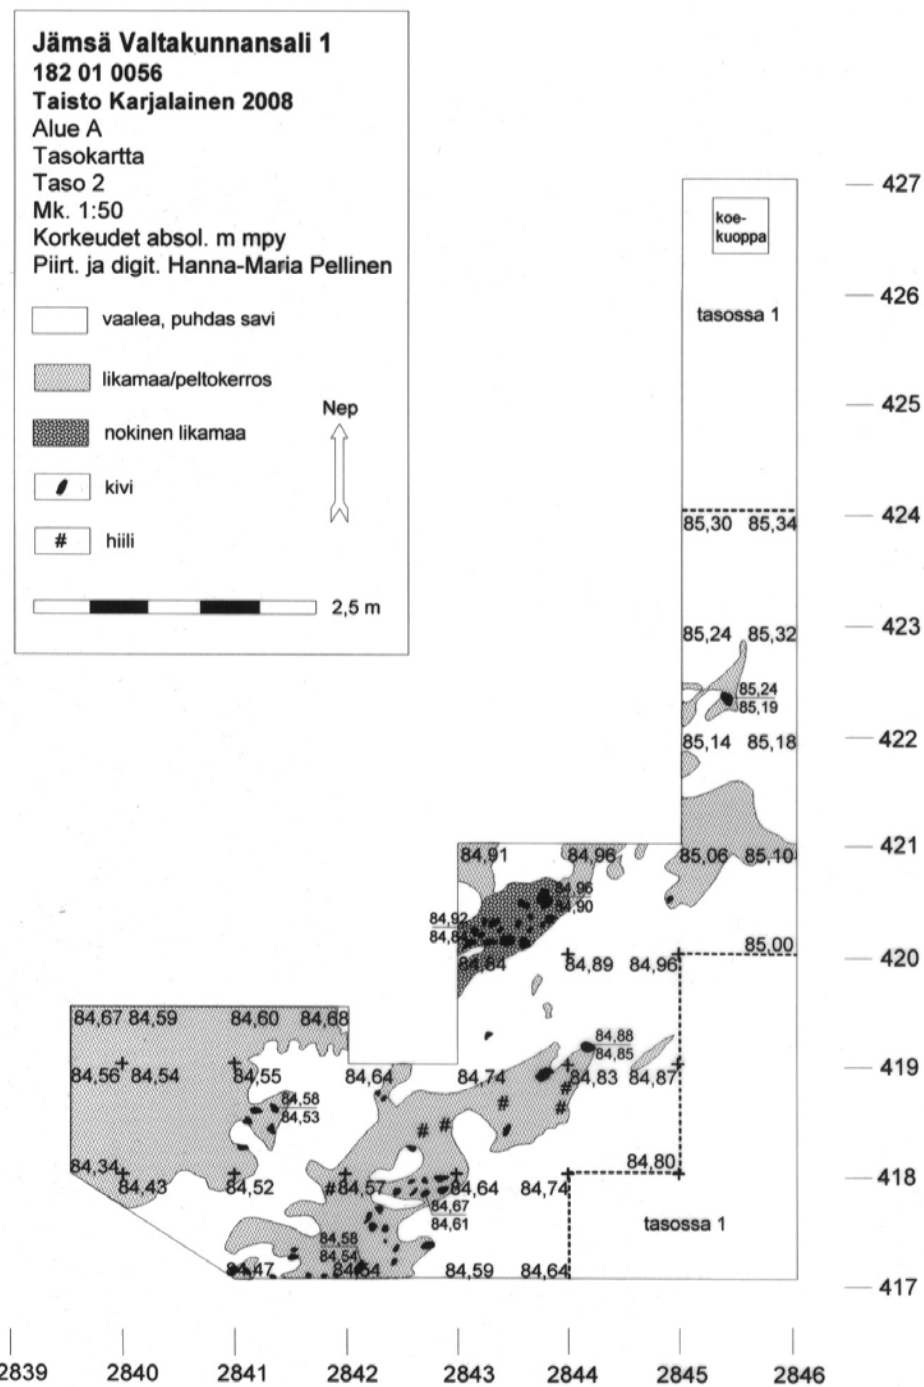 Jämsä Valtakunnansali 1
182 01 0056
Taisto Karjalainen 2008
Alue A
Tasokartta
Taso 2
Mk. 1:50
Korkeudet absol. m mpy
Piirt. ja digit. Hanna-Maria Pellinen
vaalea, puhdas savi
likamaa/peltokerros
Nep
nokinen likamaa
kivi
# hiili
2,5 m
427
koe-
kuoppa
426
tasossa 1
425
424
85,30 85,34
423
85,24 85,32
85,24
85,19
422
85,14 85,18
421
84,91 84,96 85,06 85,10
84,96
84,90
84,92
84,84
85,00
84,84 84,89 84,96 420
84,67 84,59 84,60 84,68
84,88
84,85
419
84,56 84,54 84,55 84,64 84,74 84,83 84,87
84,58
84,53
84,34 84,80
418
84,43 84,52 84,57 84,64 84,74
84,67
84,61
tasossa 1
84,58
84,54
84,47 84,54 84,59 84,64
417
2839 2840 2841 2842 2843 2844 2845 2846